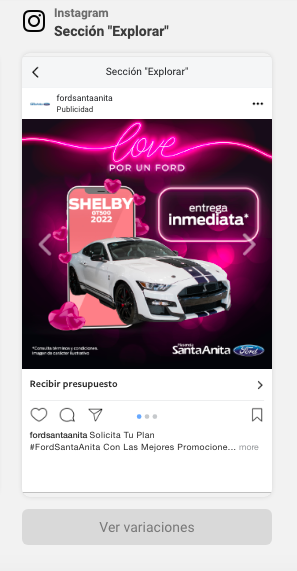 Instagram
Sección "Explorar"
Sección "Explorar"
fordsantaanita
Publicidad
love
POR UN FORD
SHELBY
GT500
2022
entrega
inmediata*
*Consulta términos y condiciones.
Imagen de carácter ilustrativo
SantaAnita Ford
Recibir presupuesto
fordsantaanita Solicita Tu Plan
#FordSantaAnita Con Las Mejores Promocione... more
Ver variaciones